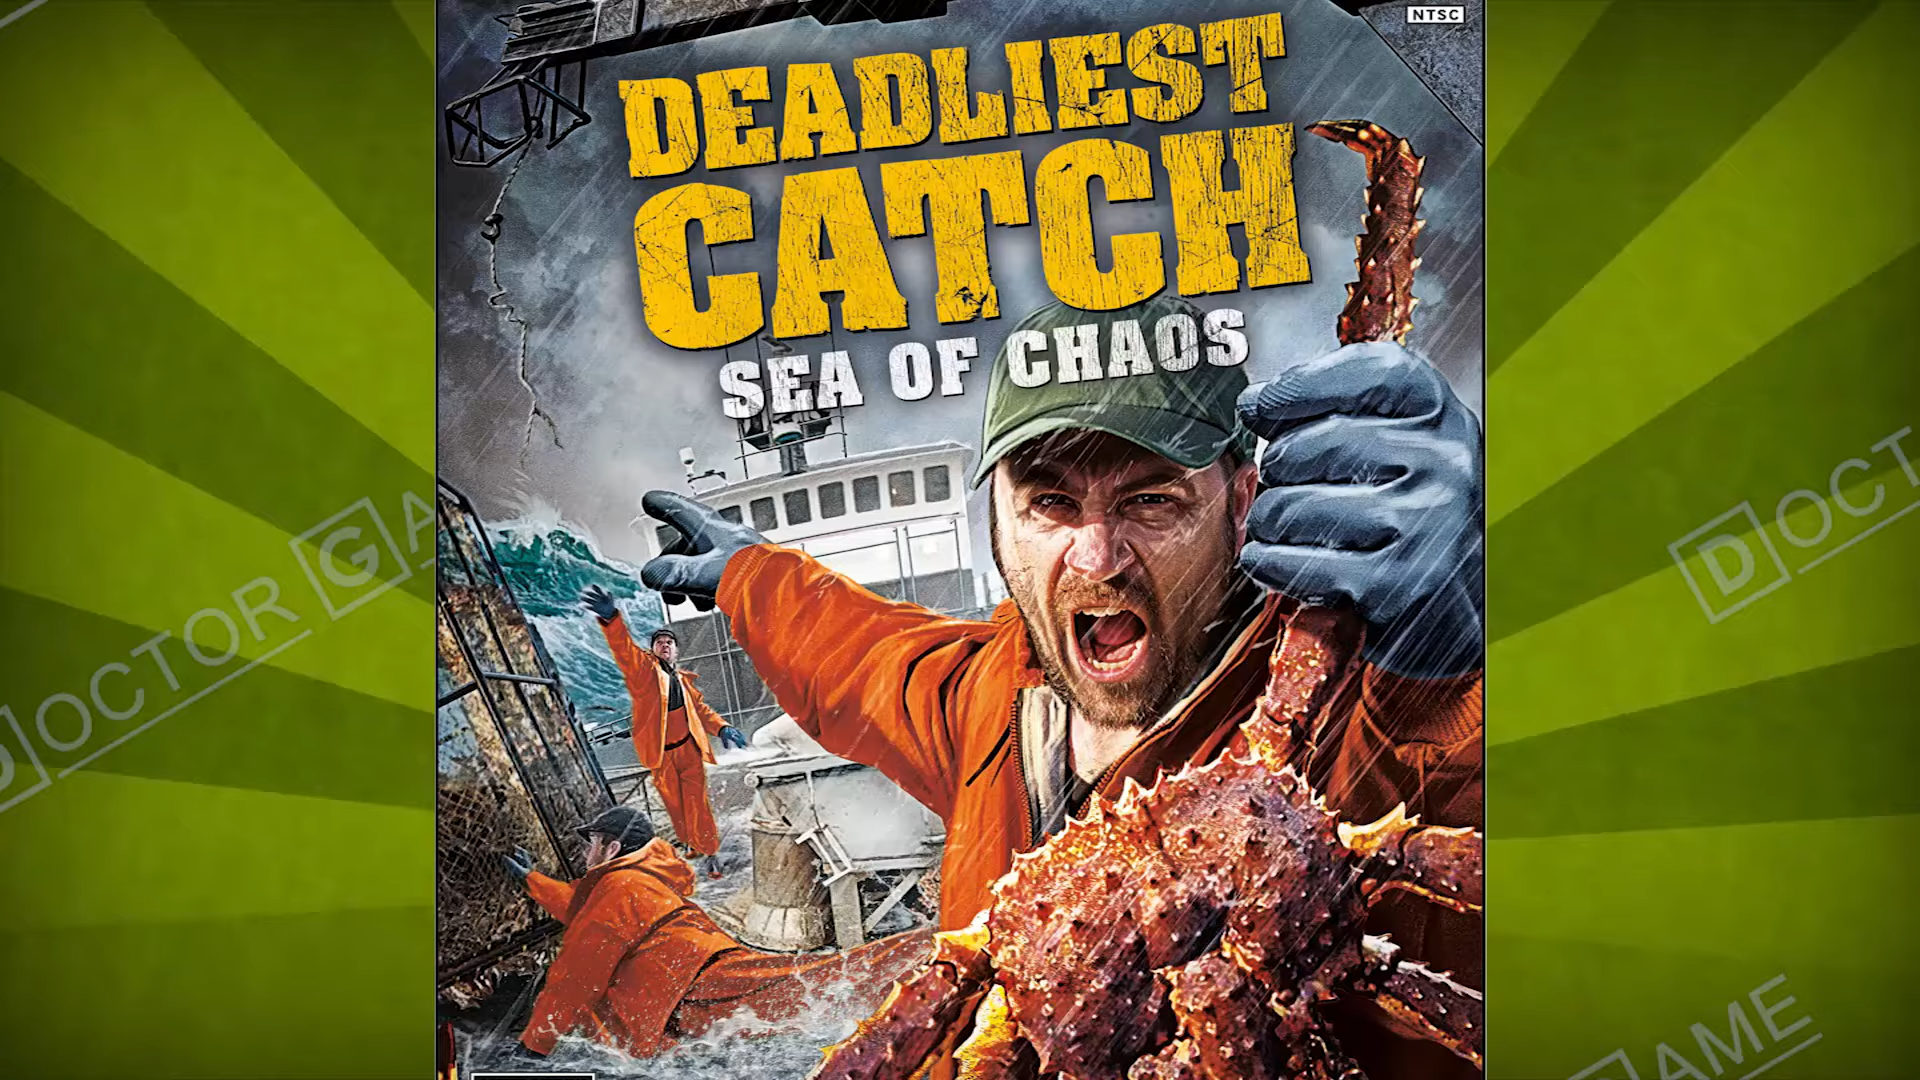 NTSC
DEADLIEST
CATCH
SEA OF CHAOS
DOCTOR GA
DOCT
AME